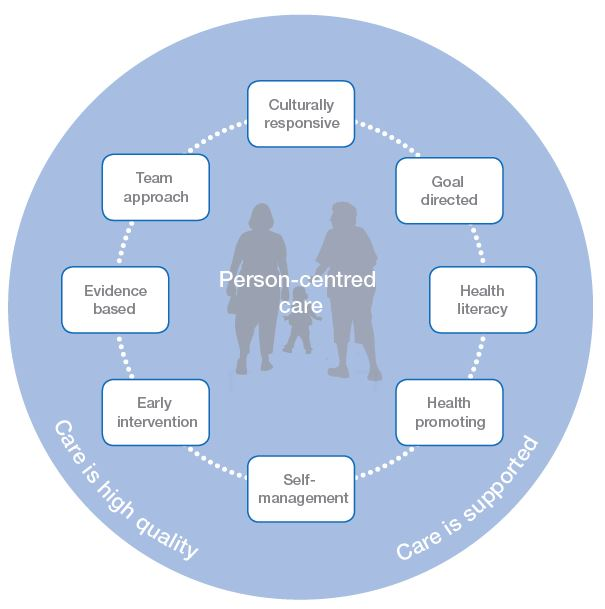 Culturally
responsive
Team
approach
Goal
directed
Person-centred
care
Evidence
based
Health
literacy
Early
intervention
Health
promoting
Self-
management
Care is high quality
Care is supported